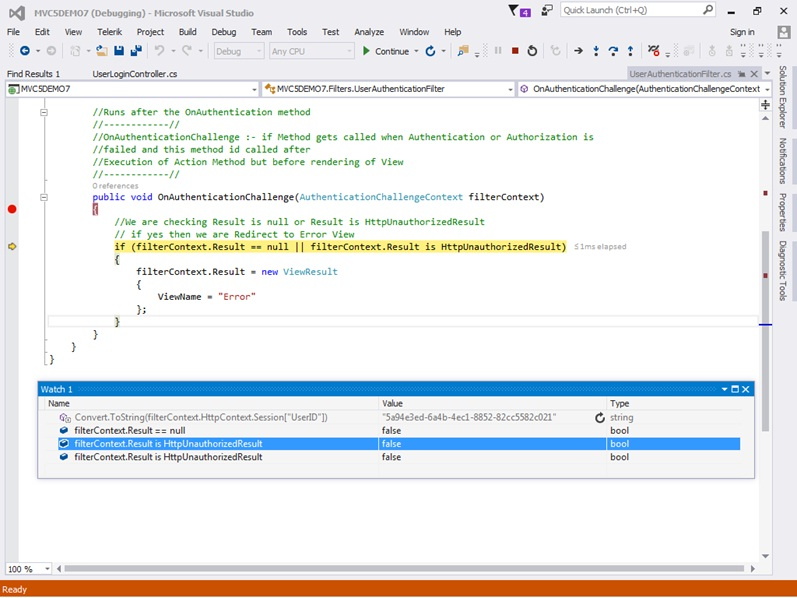 MVC5DEMO7 (Debugging) - Microsoft Visual Studio
4
Quick Launch (Ctrl+Q)
File Edit View Telerik Project Build Debug Team Tools Test Analyze Window Help Sign in
Debug Any CPU Continue
Find Results 1 UserLoginController.cs UserAuthenticationFilter.cs
MVC5DEMO7 MVC5DEMO7.Filters.UserAuthenticationFilter OnAuthenticationChallenge(AuthenticationChallengeContext
//Runs after the OnAuthentication method
//------------//
//OnAuthenticationChallenge :- if Method gets called when Authentication or Authorization is
//failed and this method id called after
//Execution of Action Method but before rendering of View
//------------//
0 references
public void OnAuthenticationChallenge(AuthenticationChallengeContext filterContext)
{
//We are checking Result is null or Result is HttpUnauthorizedResult
// if yes then we are Redirect to Error View
if (filterContext.Result == null || filterContext.Result is HttpUnauthorizedResult) ≤1ms elapsed
{
filterContext.Result = new ViewResult
{
ViewName = "Error"
};
}
}
}
}
Solution Explorer
Notifications
Properties
Diagnostic Tools
Watch 1
Name Value Type
Convert.ToString(filterContext.HttpContext.Session["UserID"]) "5a94e3ed-6a4b-4ec1-8852-82cc5582c021" string
filterContext.Result == null false bool
filterContext.Result is HttpUnauthorizedResult false bool
filterContext.Result is HttpUnauthorizedResult false bool
100 %
Ready